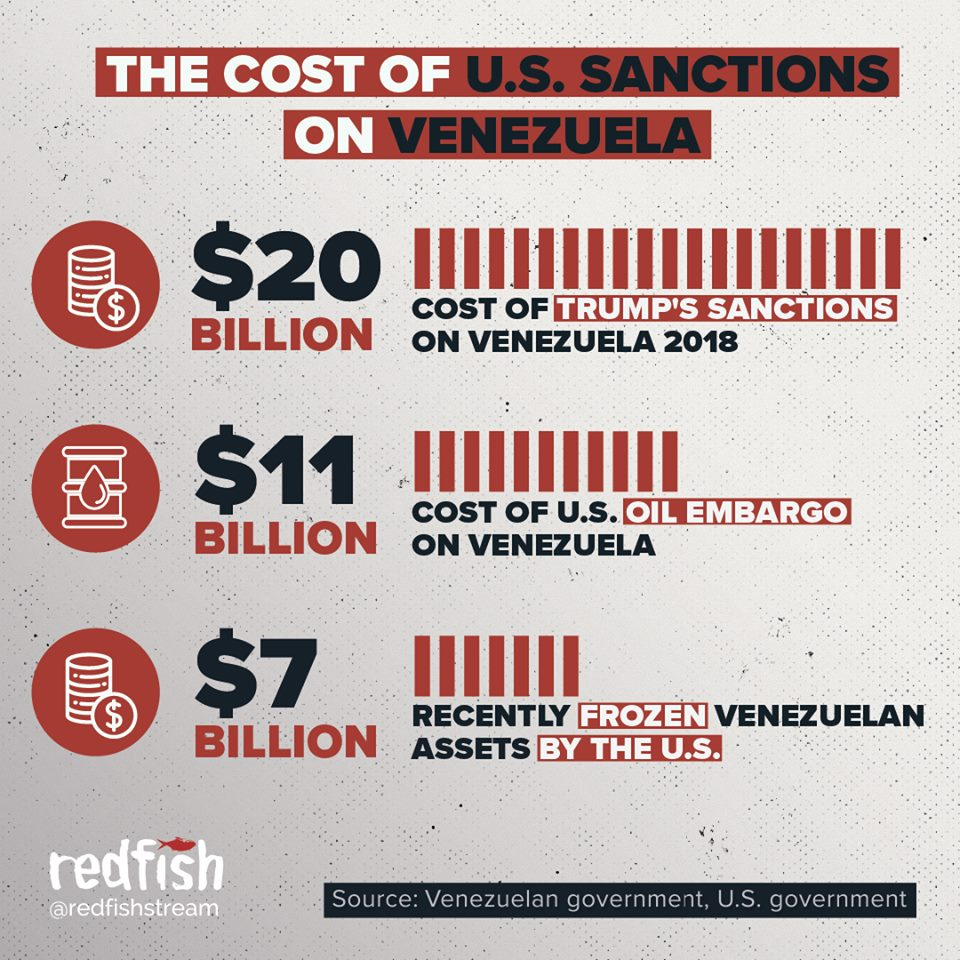 THE COST OF U.S. SANCTIONS
ON VENEZUELA
$20
BILLION
COST OF TRUMP'S SANCTIONS
ON VENEZUELA 2018
$11
BILLION
COST OF U.S. OIL EMBARGO
ON VENEZUELA
$7
BILLION
RECENTLY FROZEN VENEZUELAN
ASSETS BY THE U.S.
redfish
@redfishstream
Source: Venezuelan government, U.S. government